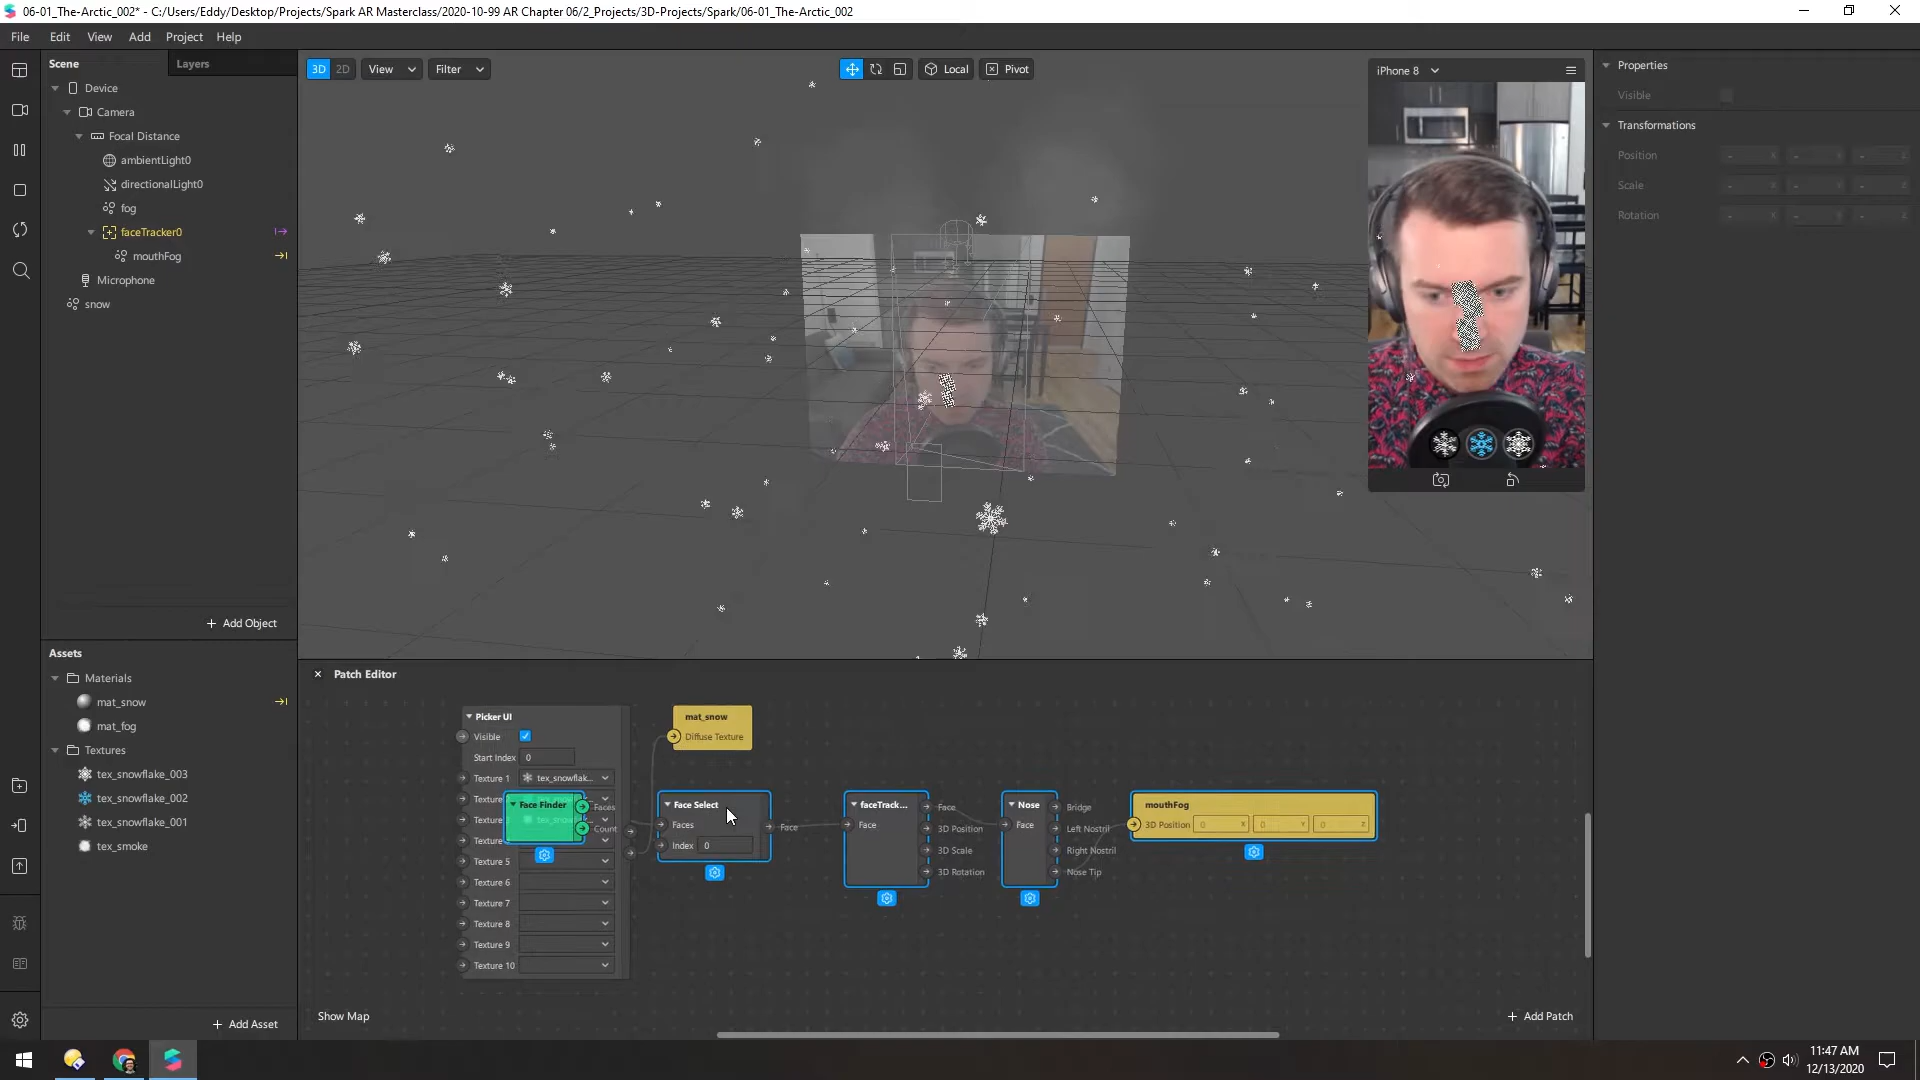 06-01_The-Arctic_002* - C:/Users/Eddy/Desktop/Projects/Spark AR Masterclass/2020-10-99 AR Chapter 06/2_Projects/3D-Projects/Spark/06-01_The-Arctic_002
File Edit View Add Project Help
Scene Layers
Device
Camera
Focal Distance
ambientLight0
directionalLight0
fog
faceTracker0
mouthFog
Microphone
snow
+ Add Object
Assets
Materials
mat_snow
mat_fog
Textures
tex_snowflake_003
tex_snowflake_002
tex_snowflake_001
tex_smoke
+ Add Asset
3D 2D View Filter Local Pivot
iPhone 8
Properties
Visible
Transformations
Position - X - Y - Z
Scale - X - Y - Z
Rotation - X - Y - Z
Patch Editor
Picker UI
Visible
Start Index 0
Texture 1 tex_snowflak...
Texture
Texture
Texture
Texture 5
Texture 6
Texture 7
Texture 8
Texture 9
Texture 10
mat_snow
Diffuse Texture
Face Finder
Faces
Count
Face Select
Faces
Index 0
Face
faceTrack...
Face
Face
3D Position
3D Scale
3D Rotation
Nose
Face
Bridge
Left Nostril
Right Nostril
Nose Tip
mouthFog
3D Position 0 X 0 Y 0 Z
Show Map
+ Add Patch
11:47 AM
12/13/2020